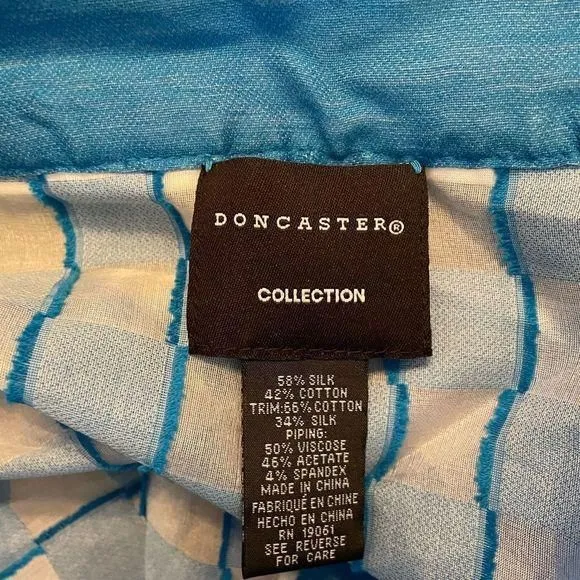 DONCASTER®
COLLECTION
58% SILK
42% COTTON
TRIM:66% COTTON
34% SILK
PIPING:
50% VISCOSE
46% ACETATE
4% SPANDEX
MADE IN CHINA
FABRIQUÉ EN CHINE
HECHO EN CHINA
RN 19061
SEE REVERSE
FOR CARE